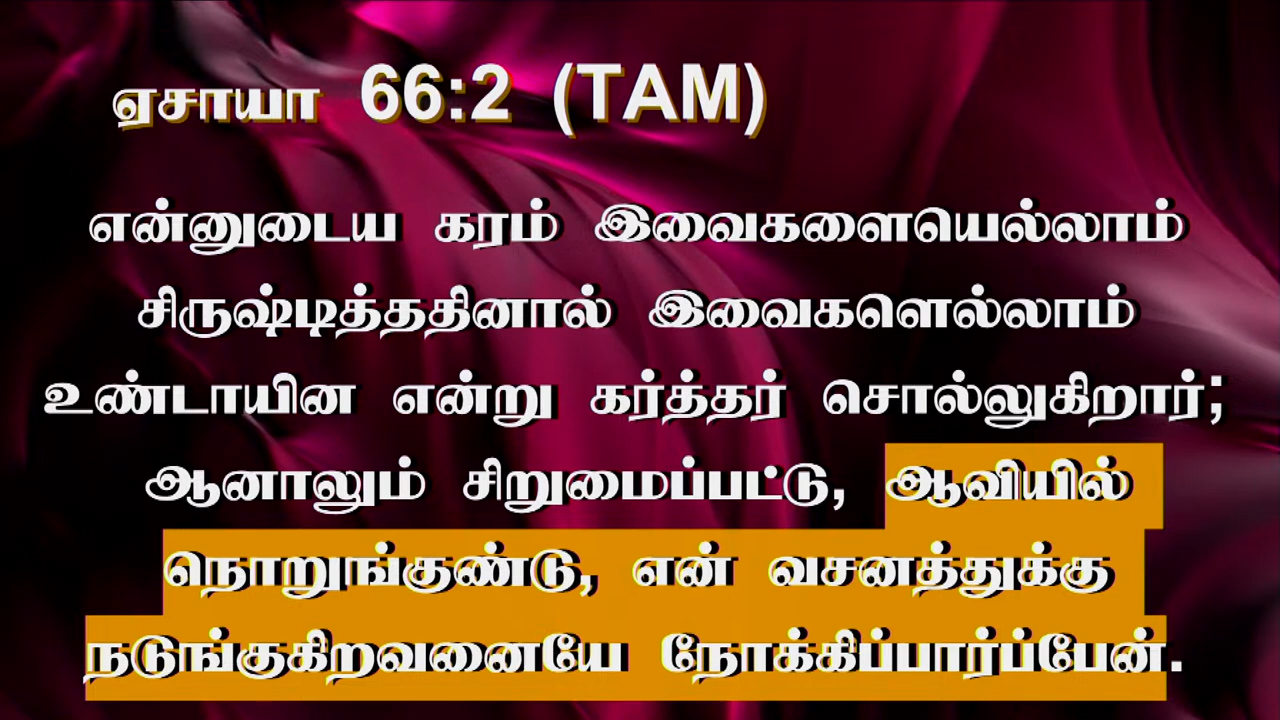 ஏசாயா 66:2 (TAM)
என்னுடைய கரம் இவைகளையெல்லாம்
சிருஷ்டித்ததினால் இவைகளெல்லாம்
உண்டாயின என்று கர்த்தர் சொல்லுகிறார்;
ஆனாலும் சிறுமைப்பட்டு, ஆவியில்
நொறுங்குண்டு, என் வசனத்துக்கு
நடுங்குகிறவனையே நோக்கிப்பார்ப்பேன்.